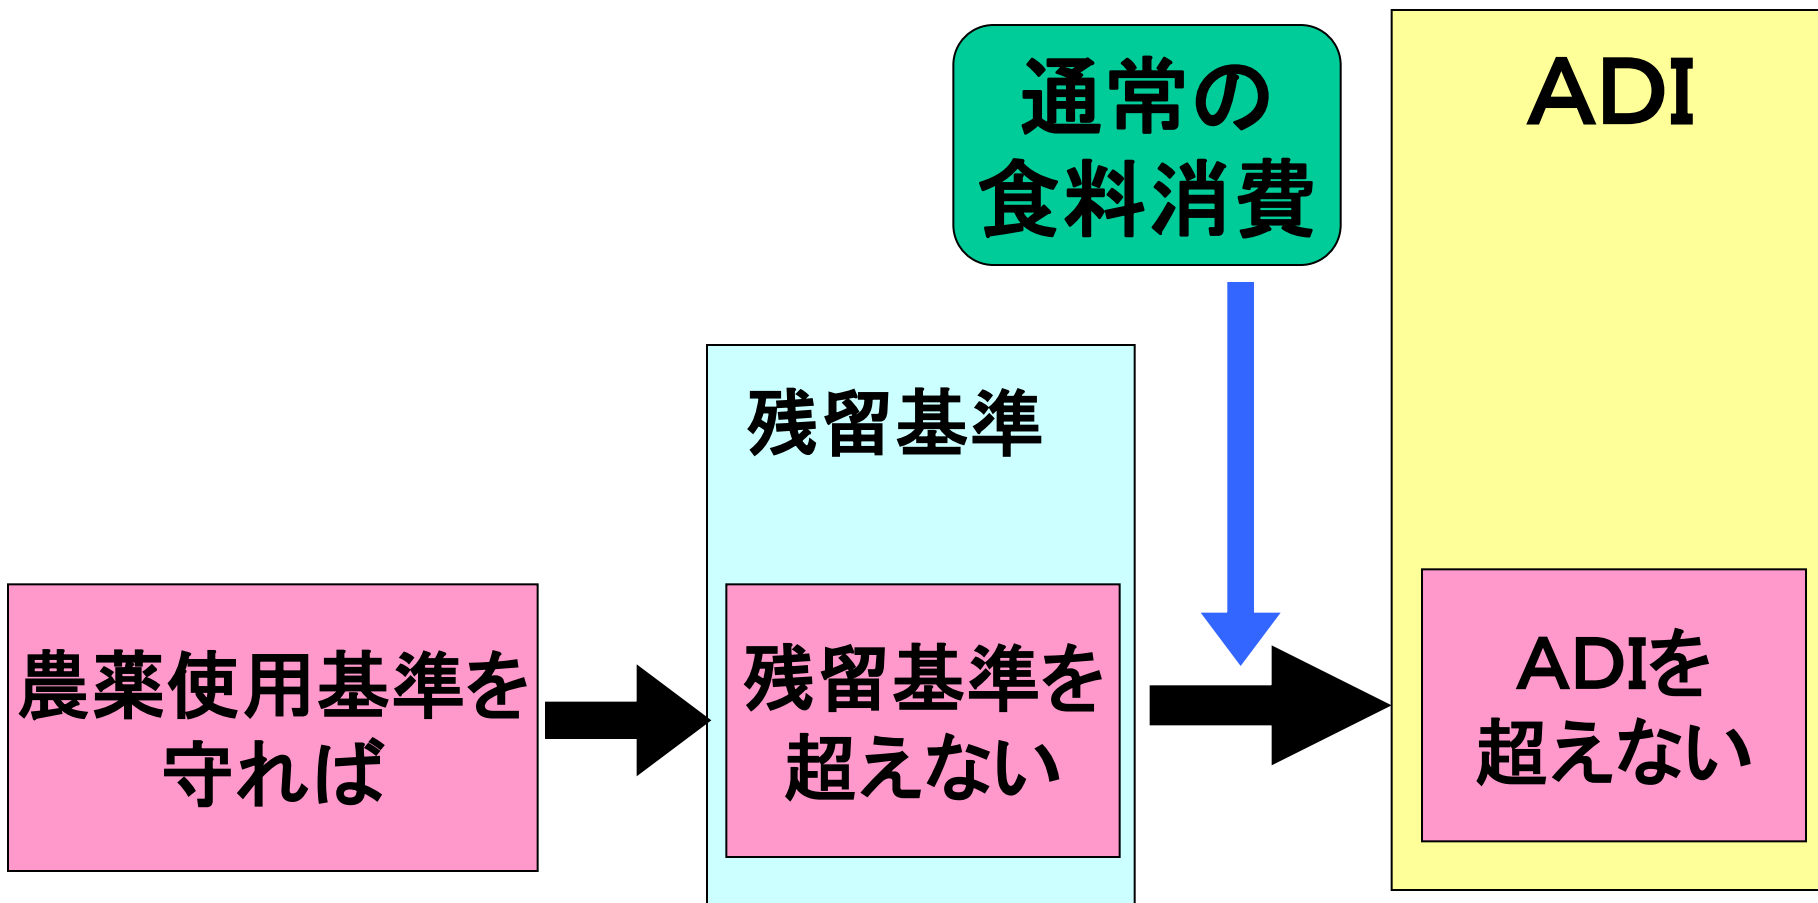 通常の
食料消費
ADI
残留基準
農薬使用基準を
守れば
残留基準を
超えない
ADIを
超えない